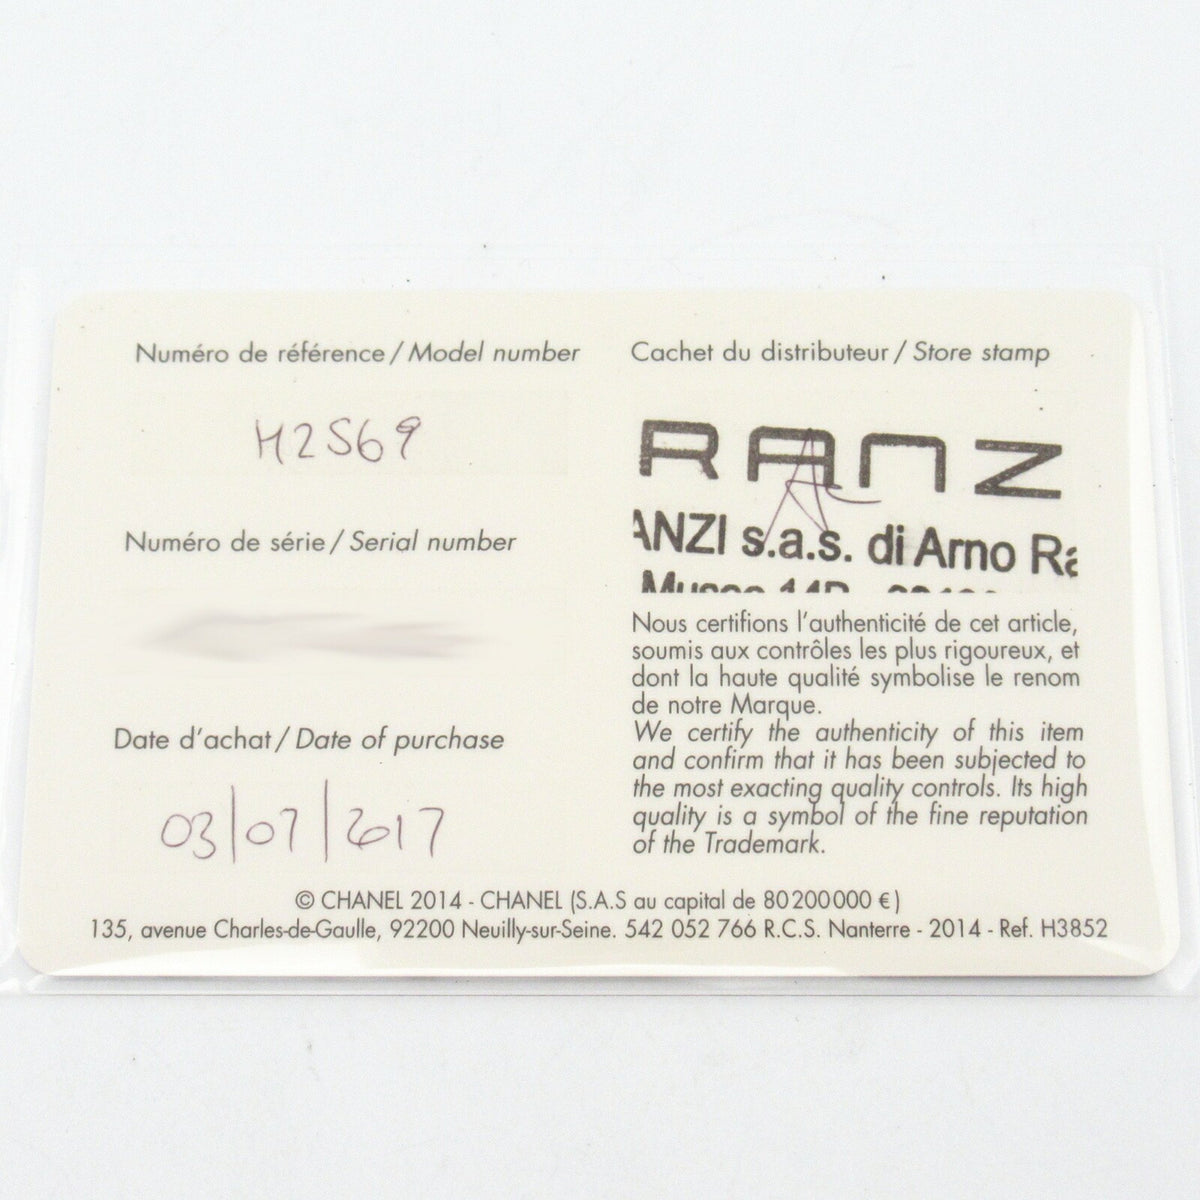 Numéro de référence / Model number
H2569
Numéro de série / Serial number
Date d'achat / Date of purchase
03/07/2017
Cachet du distributeur / Store stamp
RANZ
ANZI s.a.s. di Arno Ra
Nous certifions l'authenticité de cet article,
soumis aux contrôles les plus rigoureux, et
dont la haute qualité symbolise le renom
de notre Marque.
We certify the authenticity of this item
and confirm that it has been subjected to
the most exacting quality controls. Its high
quality is a symbol of the fine reputation
of the Trademark.
© CHANEL 2014 - CHANEL (S.A.S au capital de 80200000 €)
135, avenue Charles-de-Gaulle, 92200 Neuilly-sur-Seine. 542 052 766 R.C.S. Nanterre - 2014 - Ref. H3852